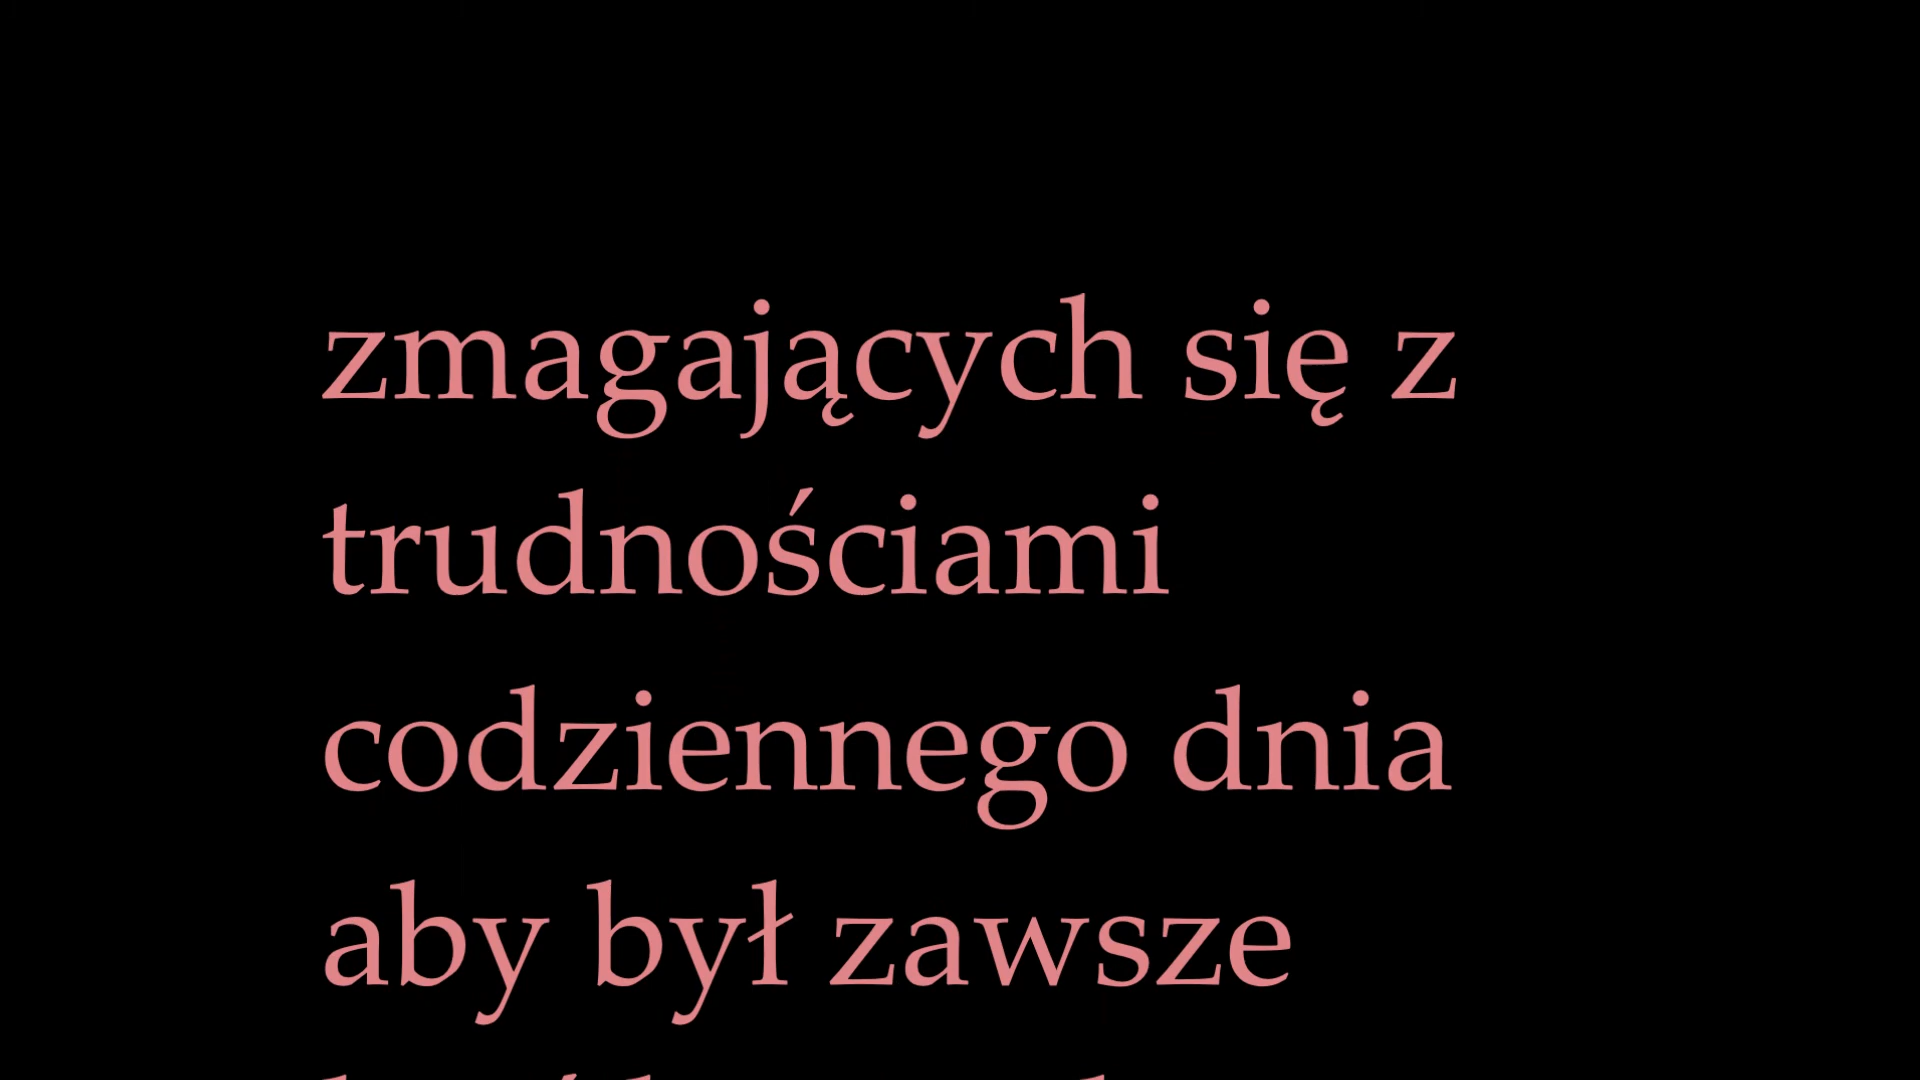 zmagających się z
trudnościami
codziennego dnia
aby był zawsze